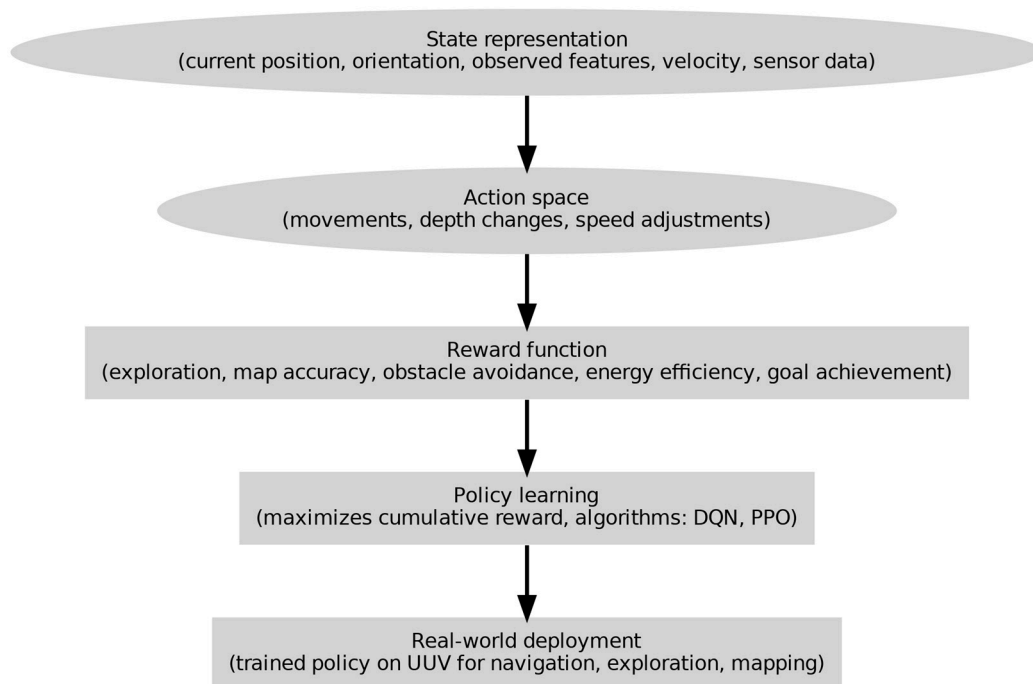 State representation
(current position, orientation, observed features, velocity, sensor data)
Action space
(movements, depth changes, speed adjustments)
Reward function
(exploration, map accuracy, obstacle avoidance, energy efficiency, goal achievement)
Policy learning
(maximizes cumulative reward, algorithms: DQN, PPO)
Real-world deployment
(trained policy on UUV for navigation, exploration, mapping)